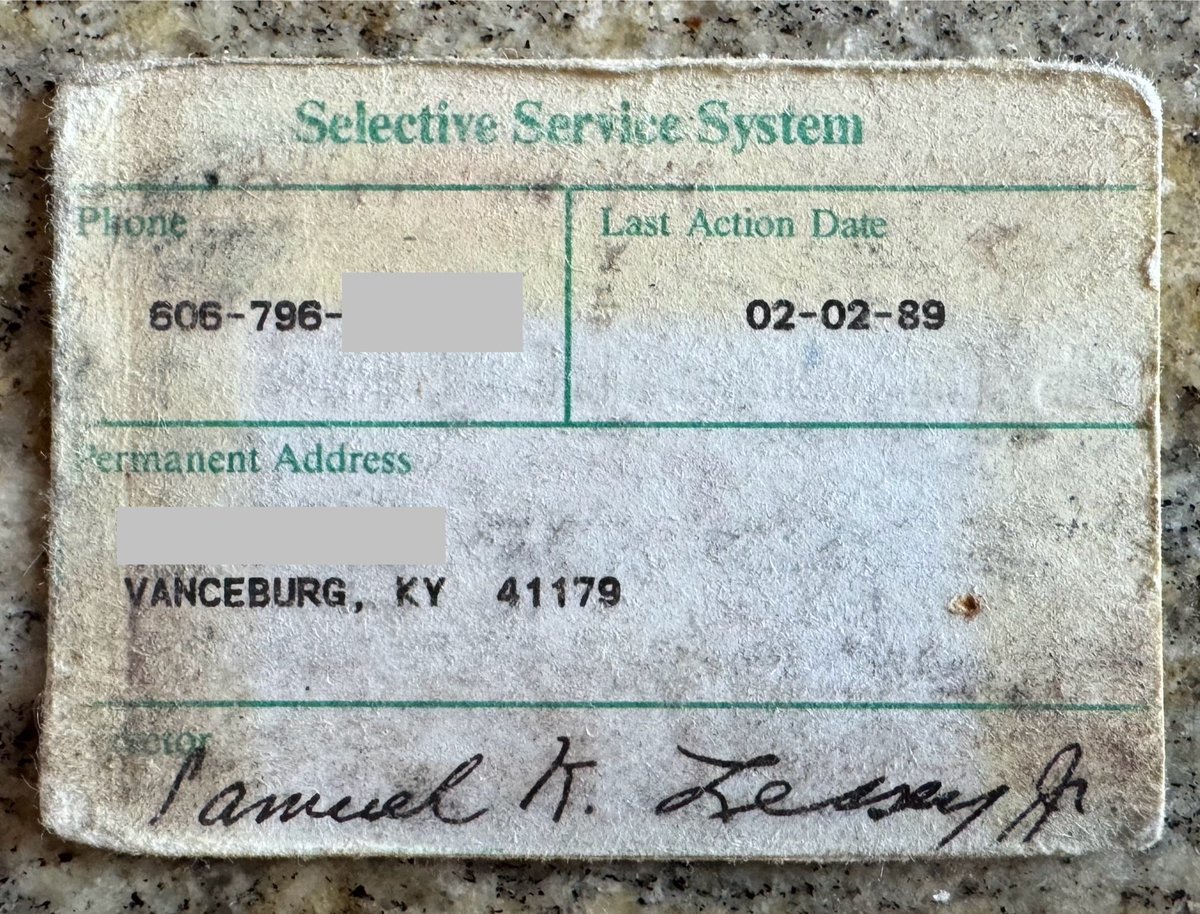 Selective Service System
Phone
Last Action Date
606-796-
02-02-89
Permanent Address
VANCEBURG, KY 41179
Director
Samuel K. Lessey Jr